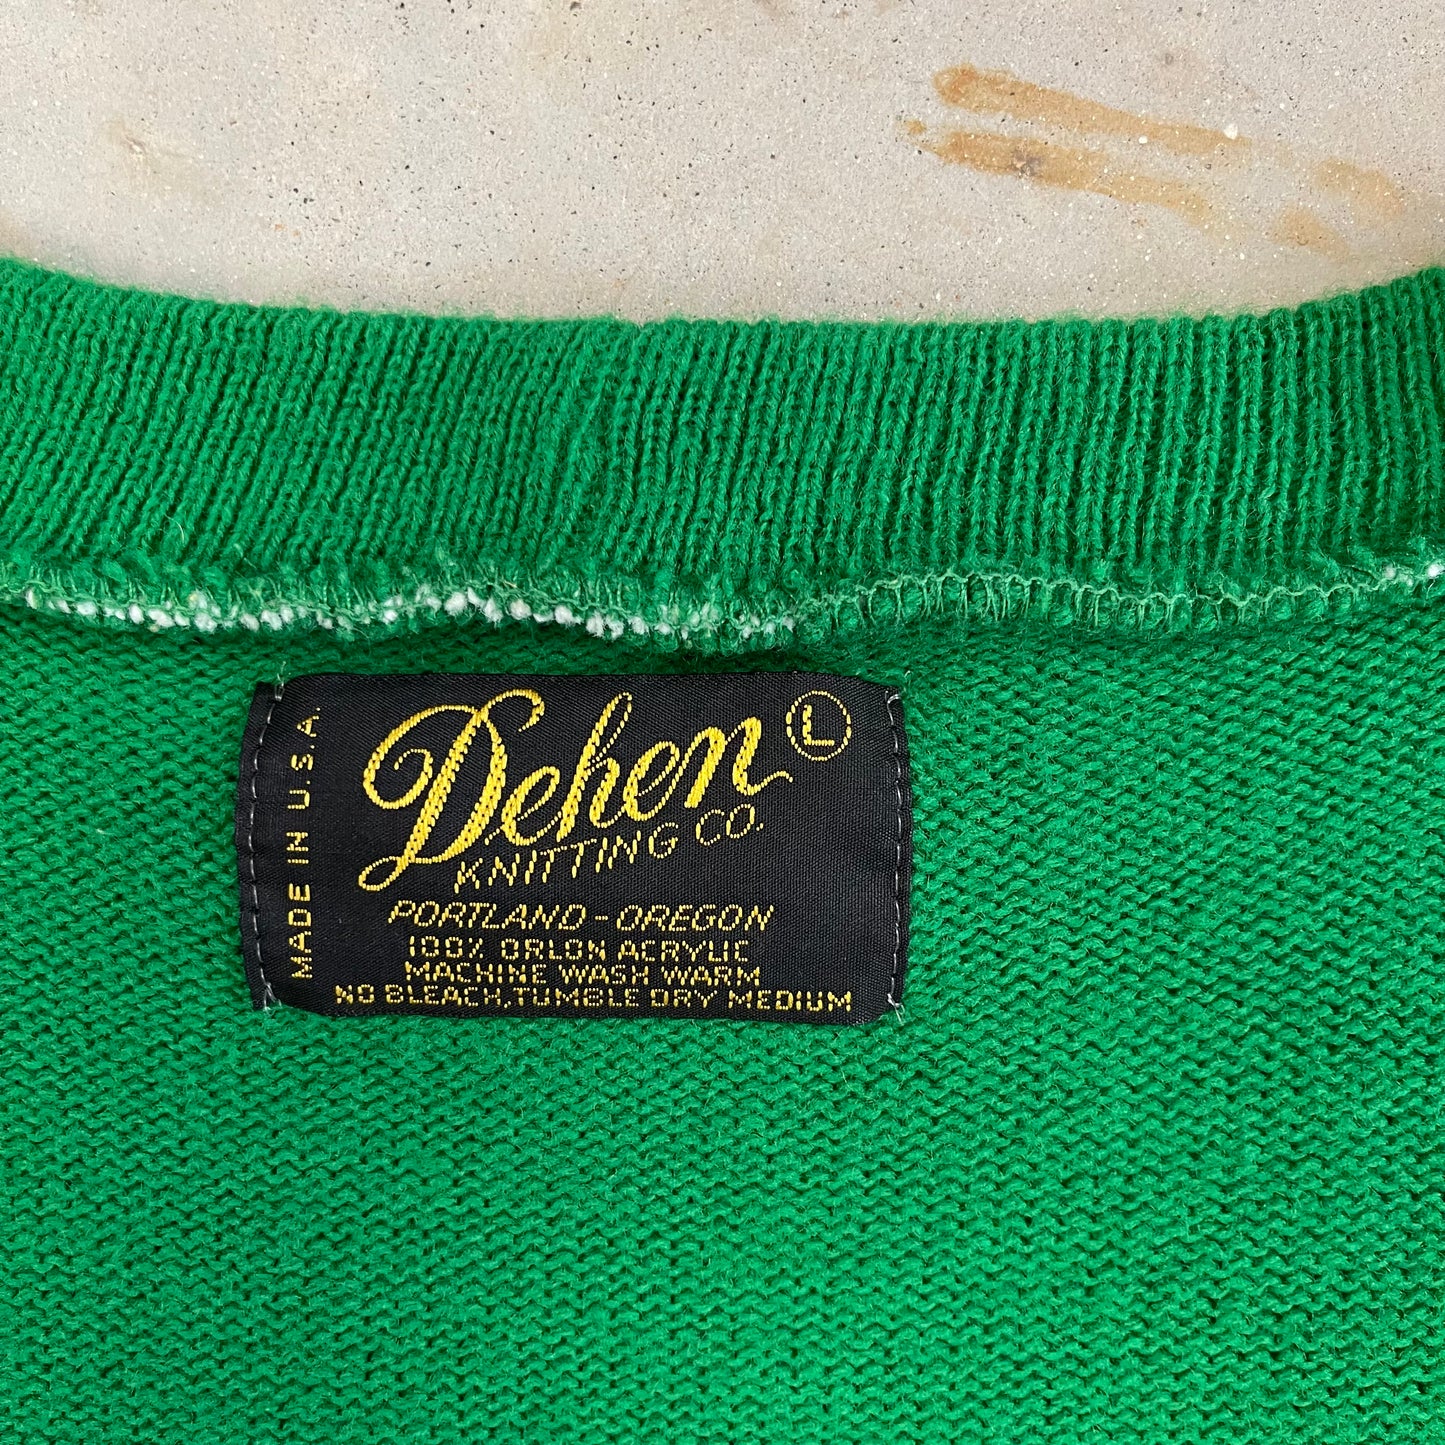 MADE IN U.S.A.
Dehen L
KNITTING CO.
PORTLAND - OREGON
100% ORLON ACRYLIC
MACHINE WASH WARM
NO BLEACH, TUMBLE DRY MEDIUM